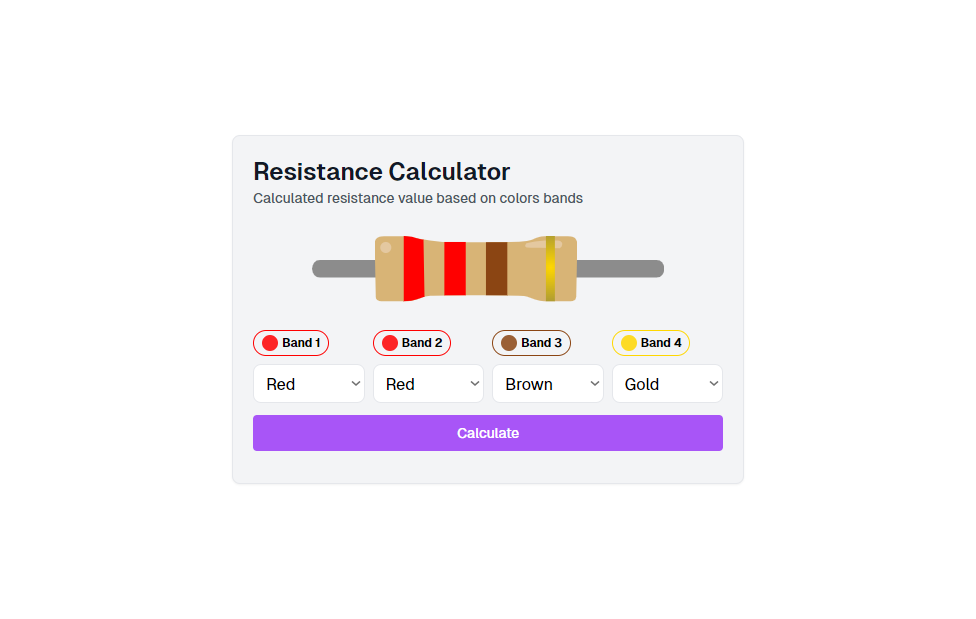 Resistance Calculator
Calculated resistance value based on colors bands
Band 1 Band 2 Band 3 Band 4
Red Red Brown Gold
Calculate